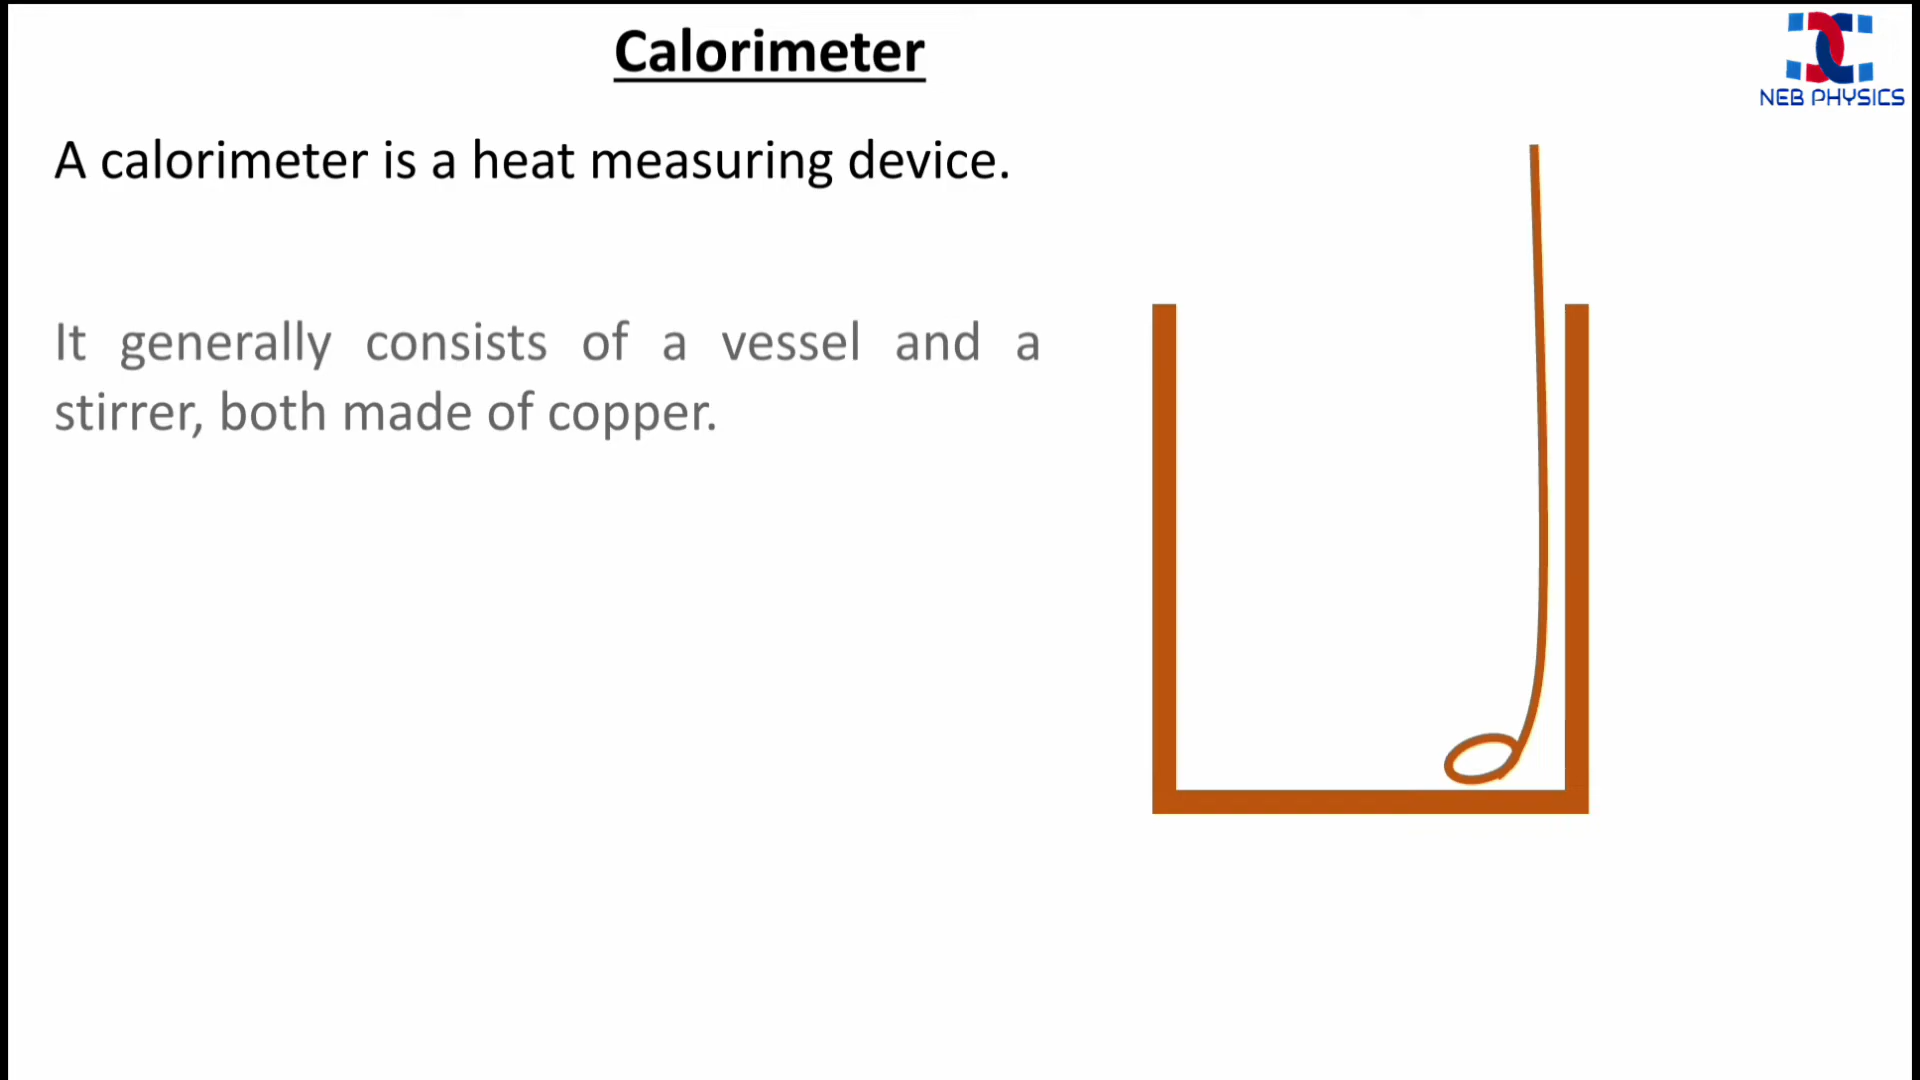 Calorimeter
NEB PHYSICS
A calorimeter is a heat measuring device.
It generally consists of a vessel and a
stirrer, both made of copper.